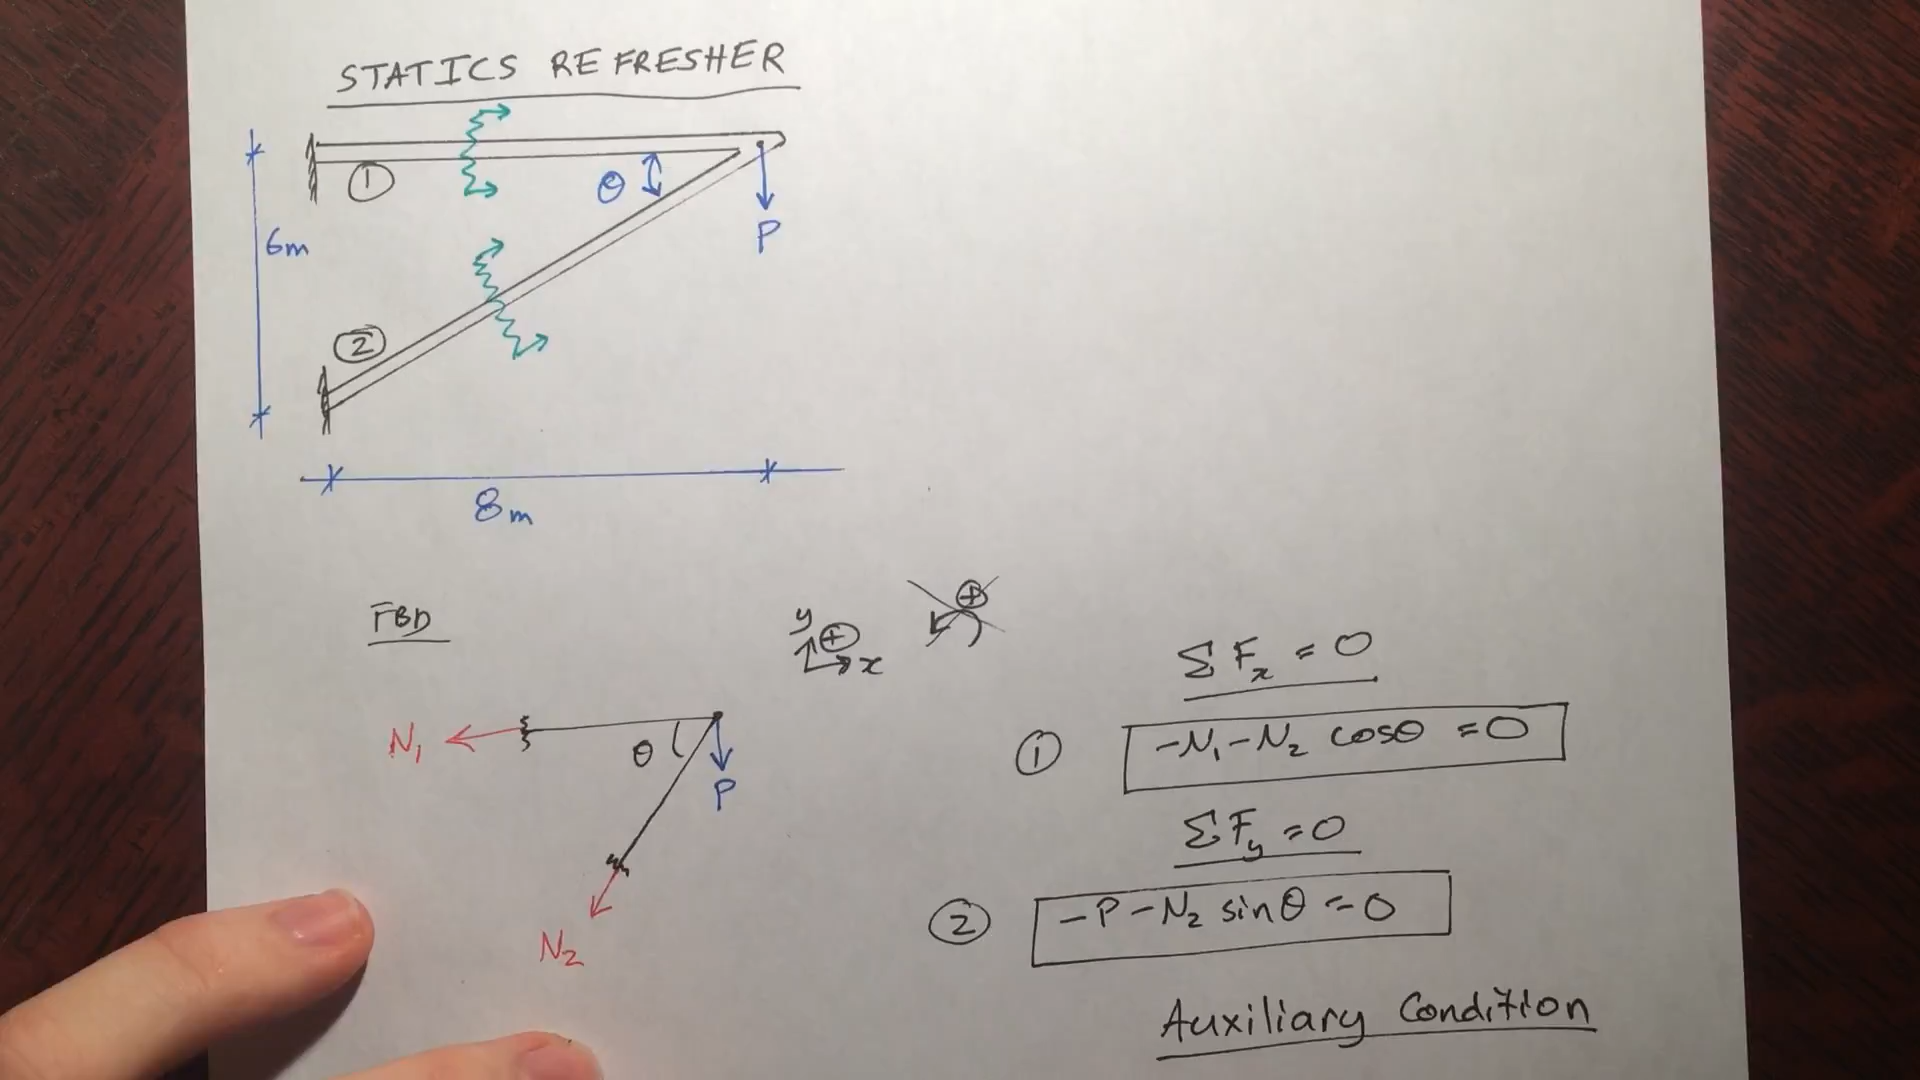 STATICS REFRESHER
①
θ
P
6m
②
8m
FBD
y
⊕
x
⊕
ΣFx = 0
N₁
θ
P
① -N₁-N₂ cosθ = 0
ΣFy = 0
② -P-N₂ sinθ = 0
N₂
Auxiliary Condition